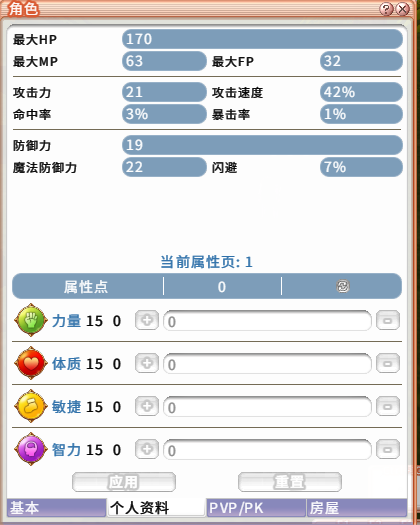 角色
最大HP 170
最大MP 63 最大FP 32
攻击力 21 攻击速度 42%
命中率 3% 暴击率 1%
防御力 19
魔法防御力 22 闪避 7%
当前属性页: 1
属性点 0
力量 15 0 0
体质 15 0 0
敏捷 15 0 0
智力 15 0 0
应用 重置
基本 个人资料 PVP/PK 房屋